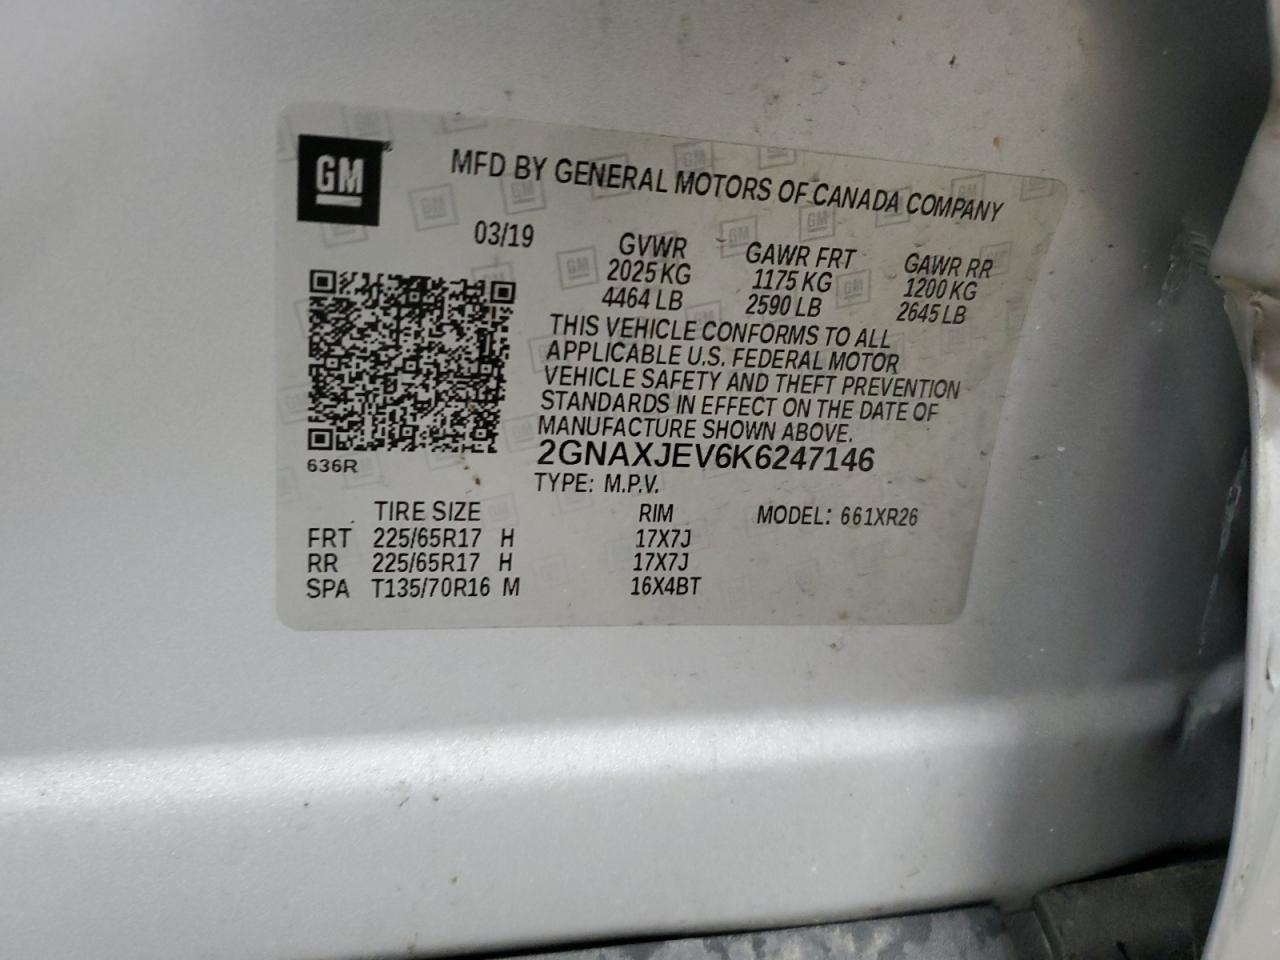 GM
MFD BY GENERAL MOTORS OF CANADA COMPANY
03/19
GVWR GAWR FRT GAWR RR
2025 KG 1175 KG 1200 KG
4464 LB 2590 LB 2645 LB
THIS VEHICLE CONFORMS TO ALL
APPLICABLE U.S. FEDERAL MOTOR
VEHICLE SAFETY AND THEFT PREVENTION
STANDARDS IN EFFECT ON THE DATE OF
MANUFACTURE SHOWN ABOVE.
2GNAXJEV6K6247146
636R
TYPE: M.P.V.
TIRE SIZE RIM MODEL: 661XR26
FRT 225/65R17 H 17X7J
RR 225/65R17 H 17X7J
SPA T135/70R16 M 16X4BT